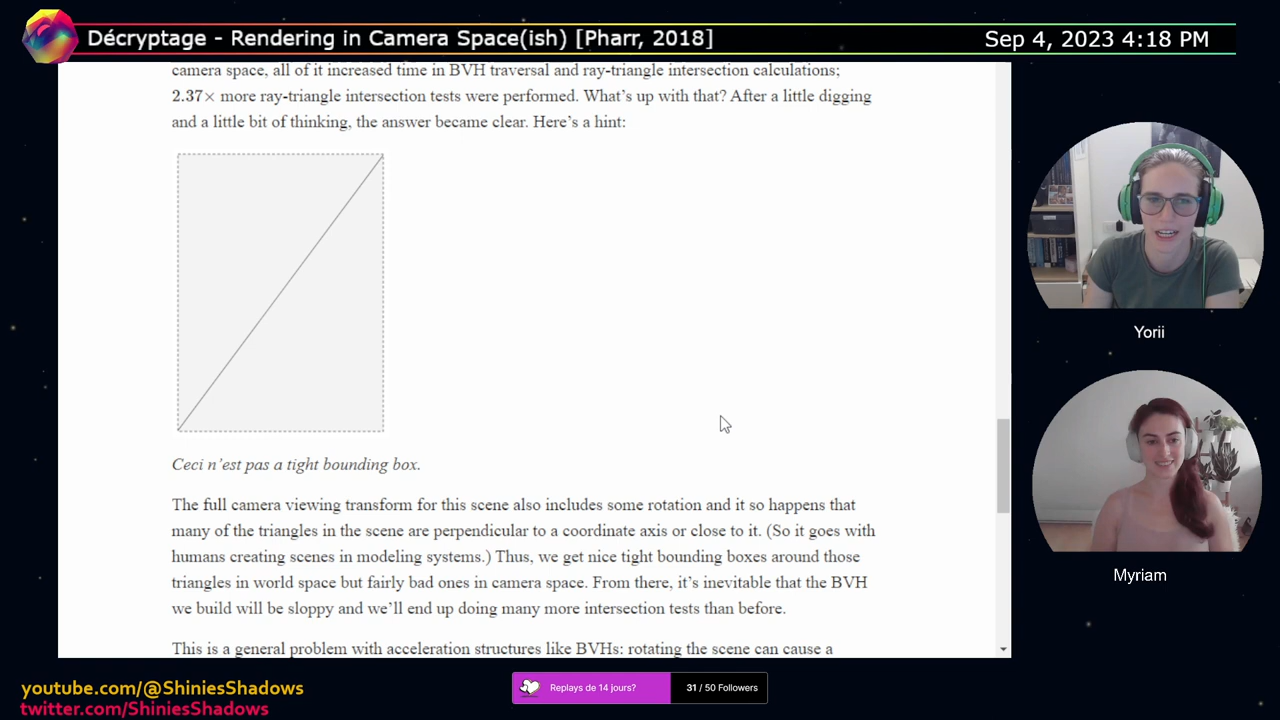 Décryptage - Rendering in Camera Space(ish) [Pharr, 2018]
Sep 4, 2023 4:18 PM
camera space, all of it increased time in BVH traversal and ray-triangle intersection calculations;
2.37× more ray-triangle intersection tests were performed. What's up with that? After a little digging
and a little bit of thinking, the answer became clear. Here's a hint:
Ceci n'est pas a tight bounding box.
The full camera viewing transform for this scene also includes some rotation and it so happens that
many of the triangles in the scene are perpendicular to a coordinate axis or close to it. (So it goes with
humans creating scenes in modeling systems.) Thus, we get nice tight bounding boxes around those
triangles in world space but fairly bad ones in camera space. From there, it's inevitable that the BVH
we build will be sloppy and we'll end up doing many more intersection tests than before.
This is a general problem with acceleration structures like BVHs: rotating the scene can cause a
Yorii
Myriam
youtube.com/@ShiniesShadows
twitter.com/ShiniesShadows
Replays de 14 jours?
31 / 50 Followers